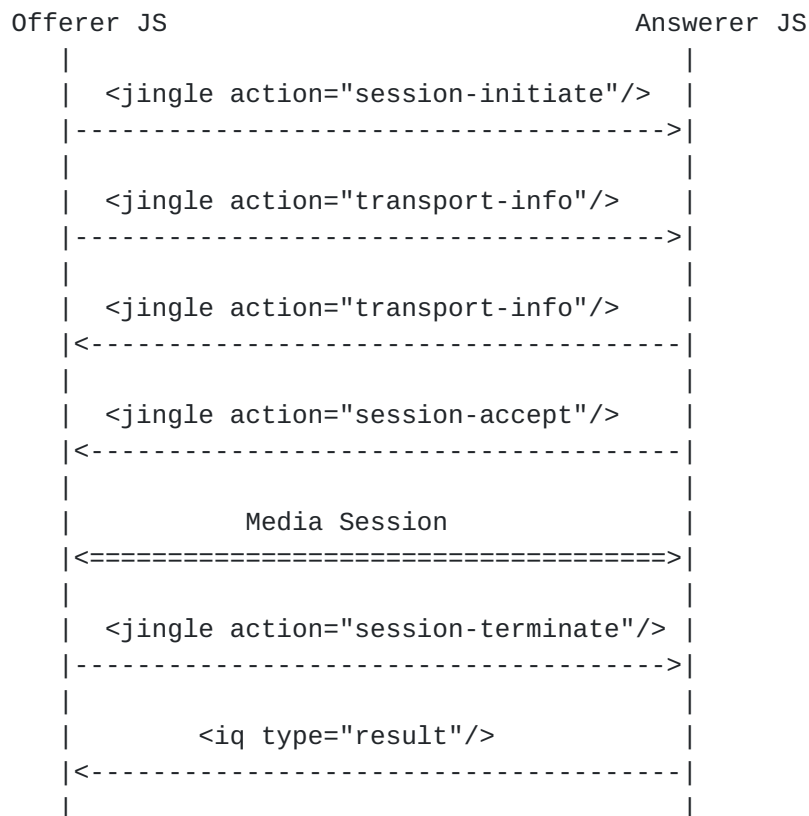 Offerer JS Answerer JS
<jingle action="session-initiate"/>
<jingle action="transport-info"/>
<jingle action="transport-info"/>
<jingle action="session-accept"/>
Media Session
<jingle action="session-terminate"/>
<iq type="result"/>